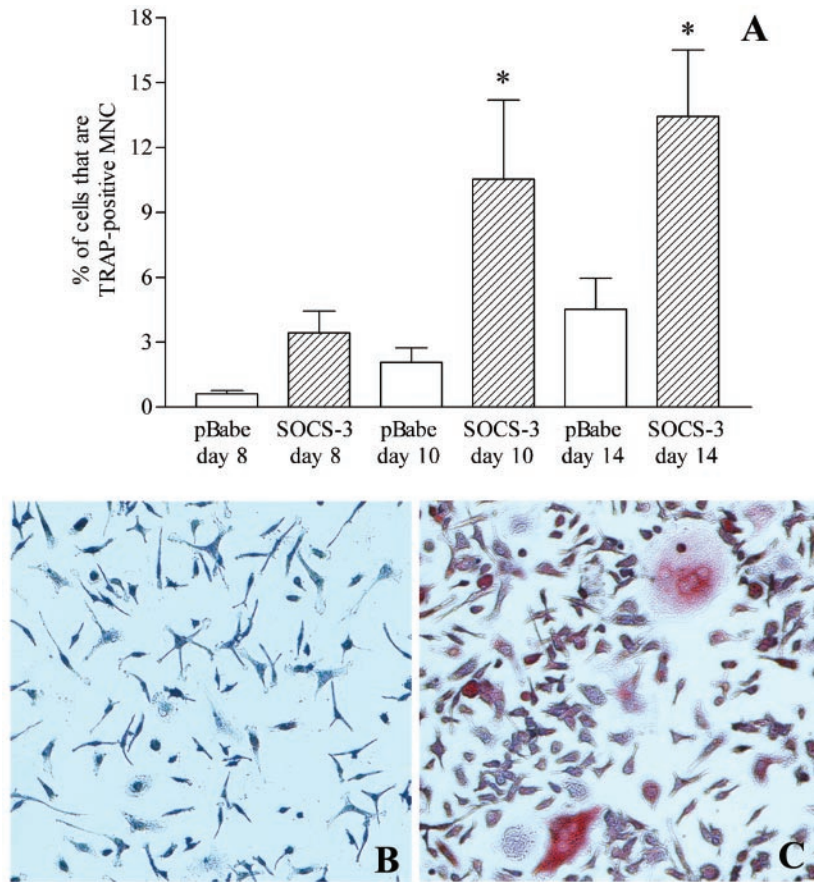 A
% of cells that are
TRAP-positive MNC
18
15
12
9
6
3
0
*
*
pBabe
day 8
SOCS-3
day 8
pBabe
day 10
SOCS-3
day 10
pBabe
day 14
SOCS-3
day 14
B
C